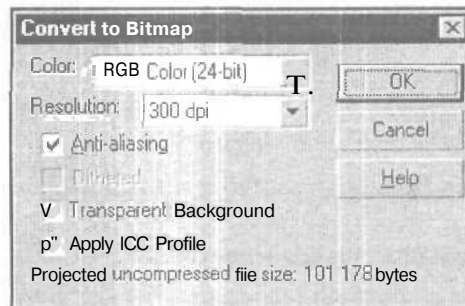 Convert to Bitmap
Color: RGB Color (24-bit) T.
OK
Resolution: 300 dpi
Cancel
Anti-aliasing
Dithered
Help
V Transparent Background
p" Apply ICC Profile
Projected uncompressed fiie size: 101 178 bytes